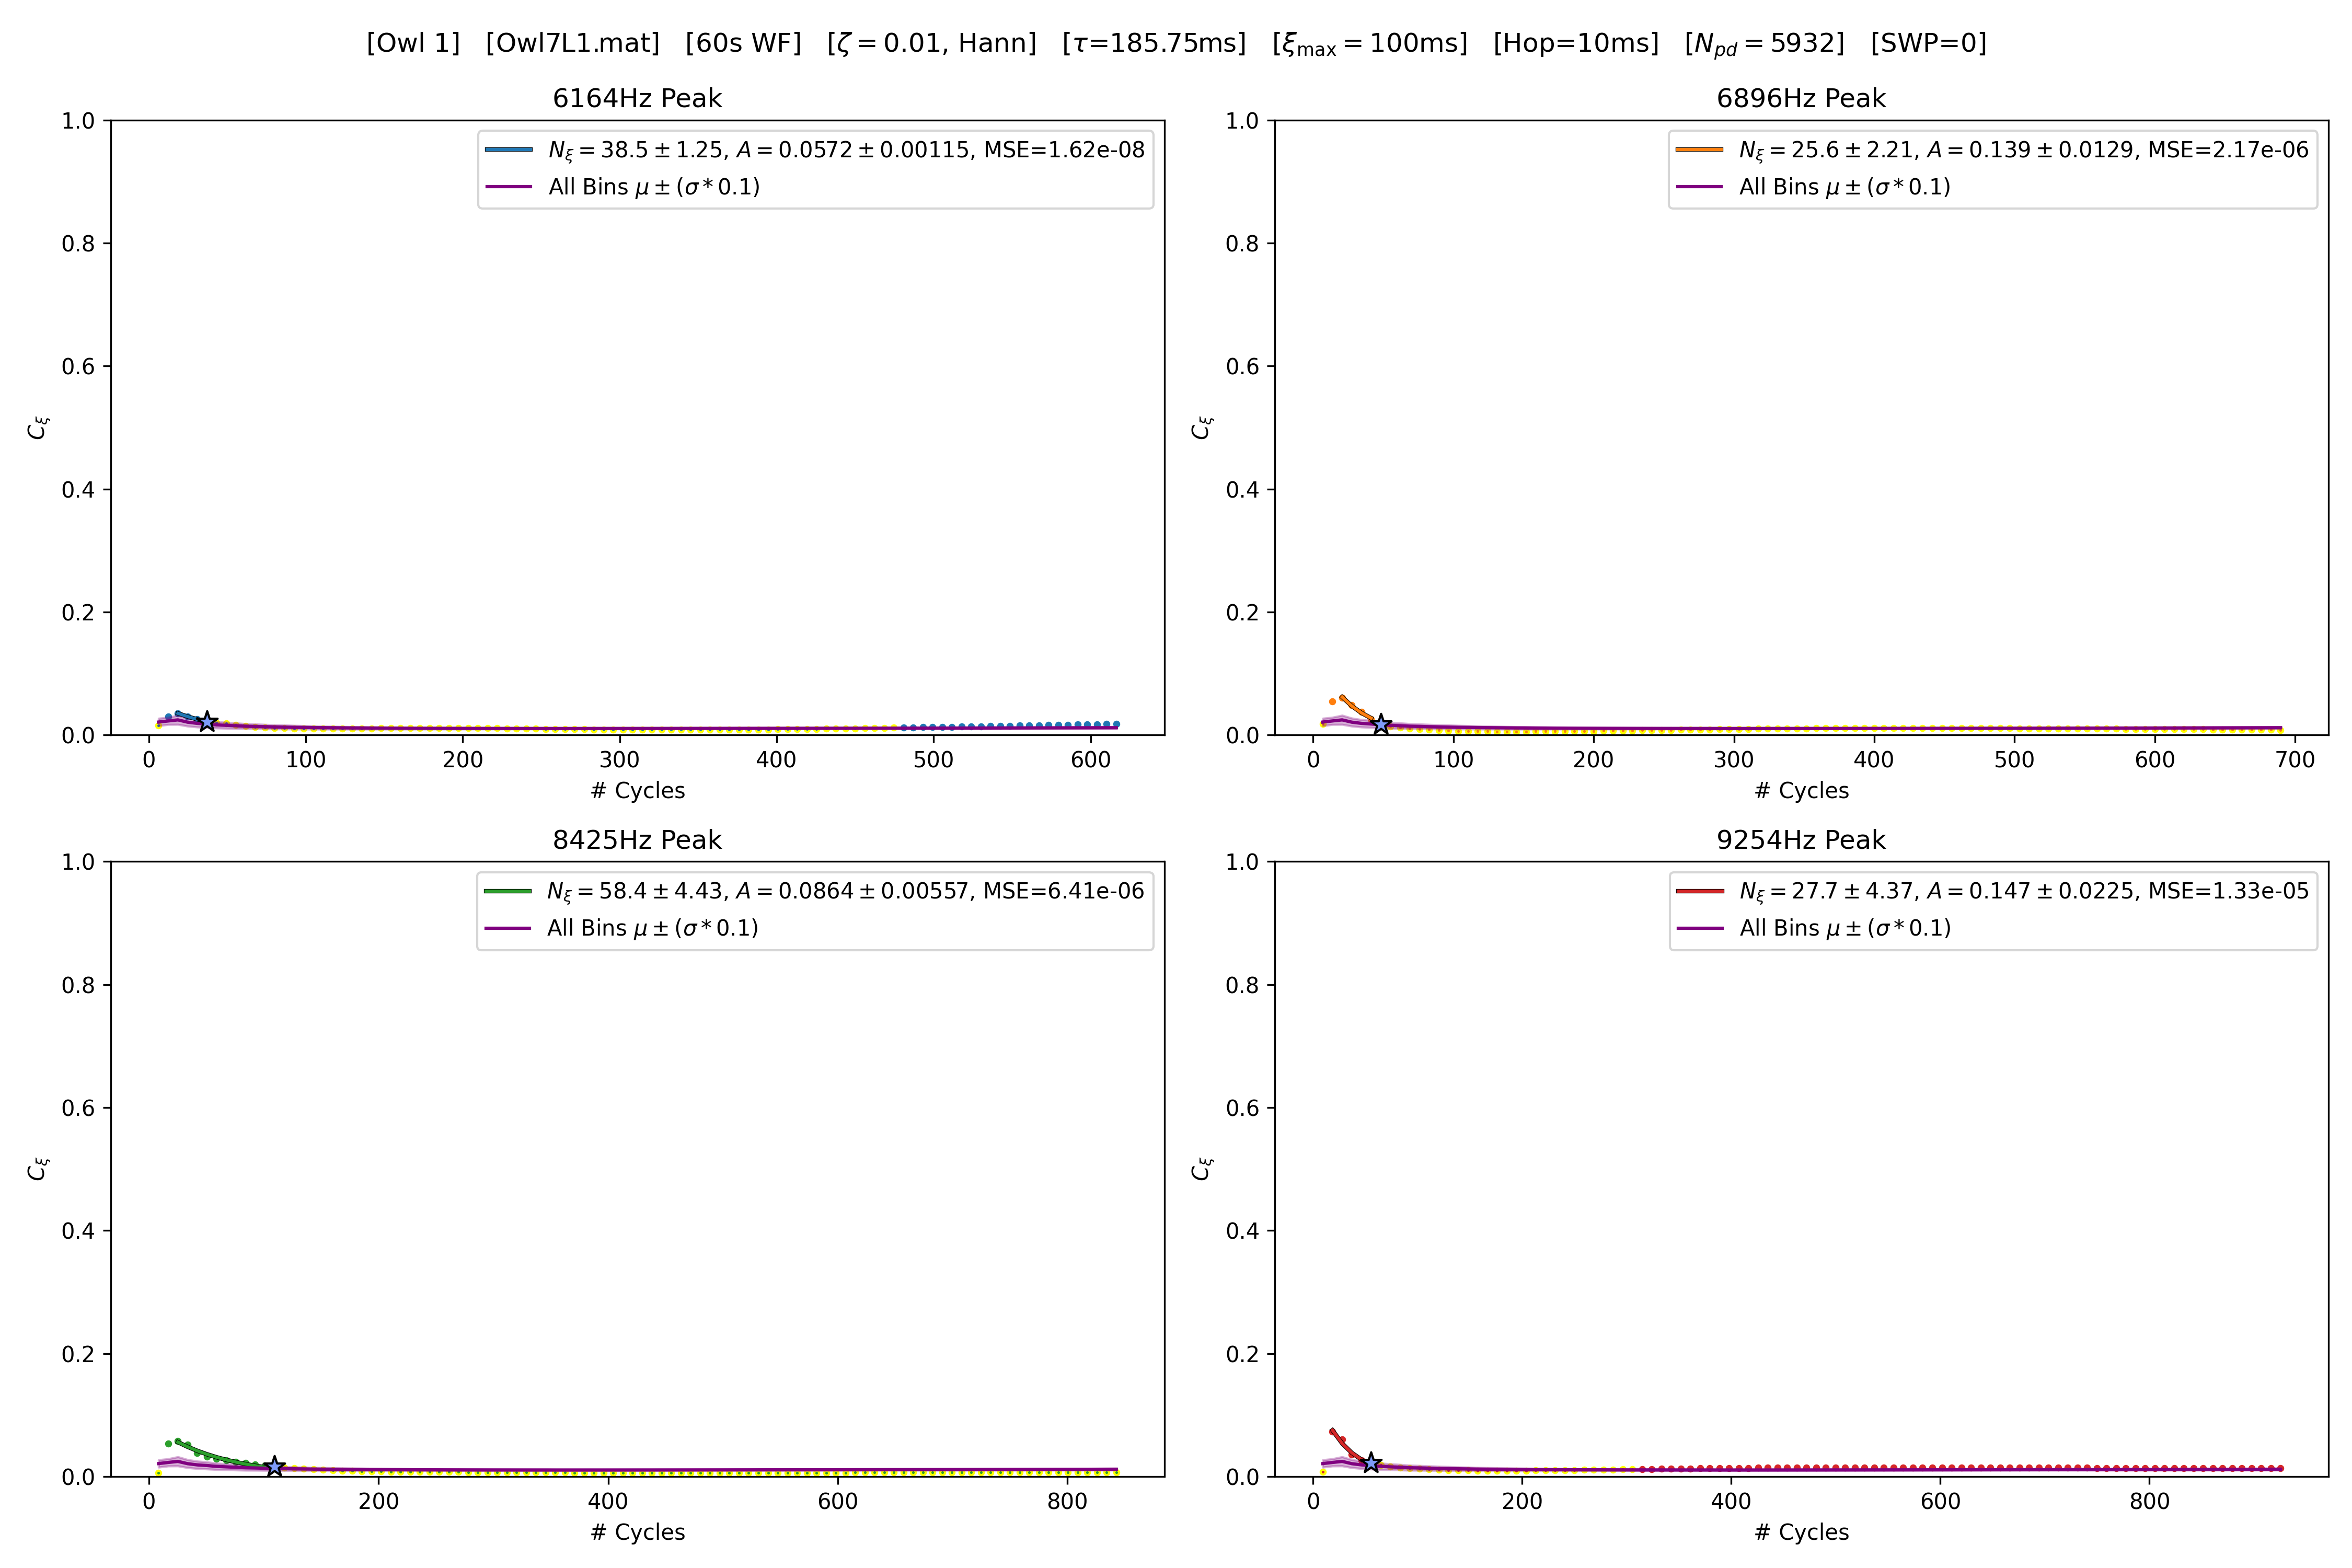 [Owl 1] [Owl7L1.mat] [60s WF] [ζ = 0.01, Hann] [τ=185.75ms] [ξmax = 100ms] [Hop=10ms] [Npd = 5932] [SWP=0]
6164Hz Peak
Nξ = 38.5 ± 1.25, A = 0.0572 ± 0.00115, MSE=1.62e-08
All Bins μ ± (σ * 0.1)
1.0
0.8
0.6
0.4
0.2
0.0
Cξ
0 100 200 300 400 500 600
# Cycles
6896Hz Peak
Nξ = 25.6 ± 2.21, A = 0.139 ± 0.0129, MSE=2.17e-06
All Bins μ ± (σ * 0.1)
1.0
0.8
0.6
0.4
0.2
0.0
Cξ
0 100 200 300 400 500 600 700
# Cycles
8425Hz Peak
Nξ = 58.4 ± 4.43, A = 0.0864 ± 0.00557, MSE=6.41e-06
All Bins μ ± (σ * 0.1)
1.0
0.8
0.6
0.4
0.2
0.0
Cξ
0 200 400 600 800
# Cycles
9254Hz Peak
Nξ = 27.7 ± 4.37, A = 0.147 ± 0.0225, MSE=1.33e-05
All Bins μ ± (σ * 0.1)
1.0
0.8
0.6
0.4
0.2
0.0
Cξ
0 200 400 600 800
# Cycles